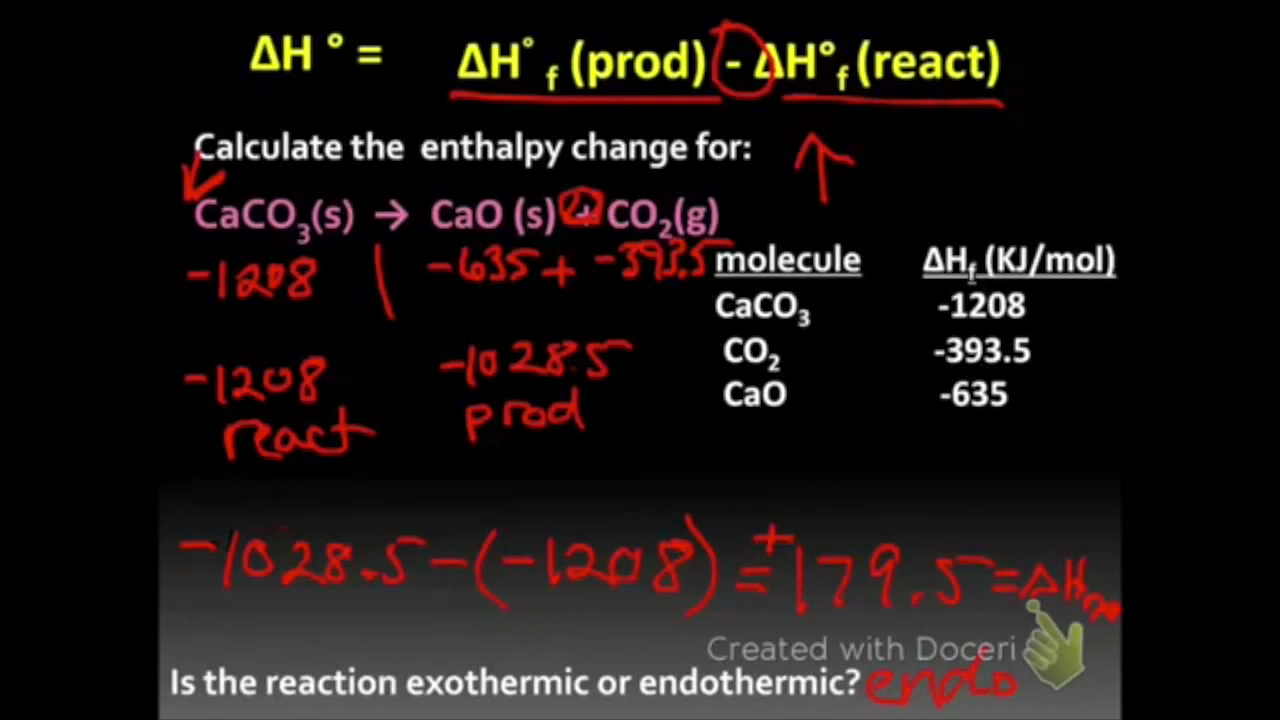 ΔH ° = ΔH°f (prod) - ΔH°f (react)
Calculate the enthalpy change for:
CaCO₃(s) → CaO (s) + CO₂(g)
-1208 | -635 + -393.5
molecule ΔHf (KJ/mol)
CaCO₃ -1208
CO₂ -393.5
CaO -635
-1208 -1028.5
react prod
-1028.5 - (-1208) = +179.5 = ΔH
Created with Doceri
Is the reaction exothermic or endothermic? endo